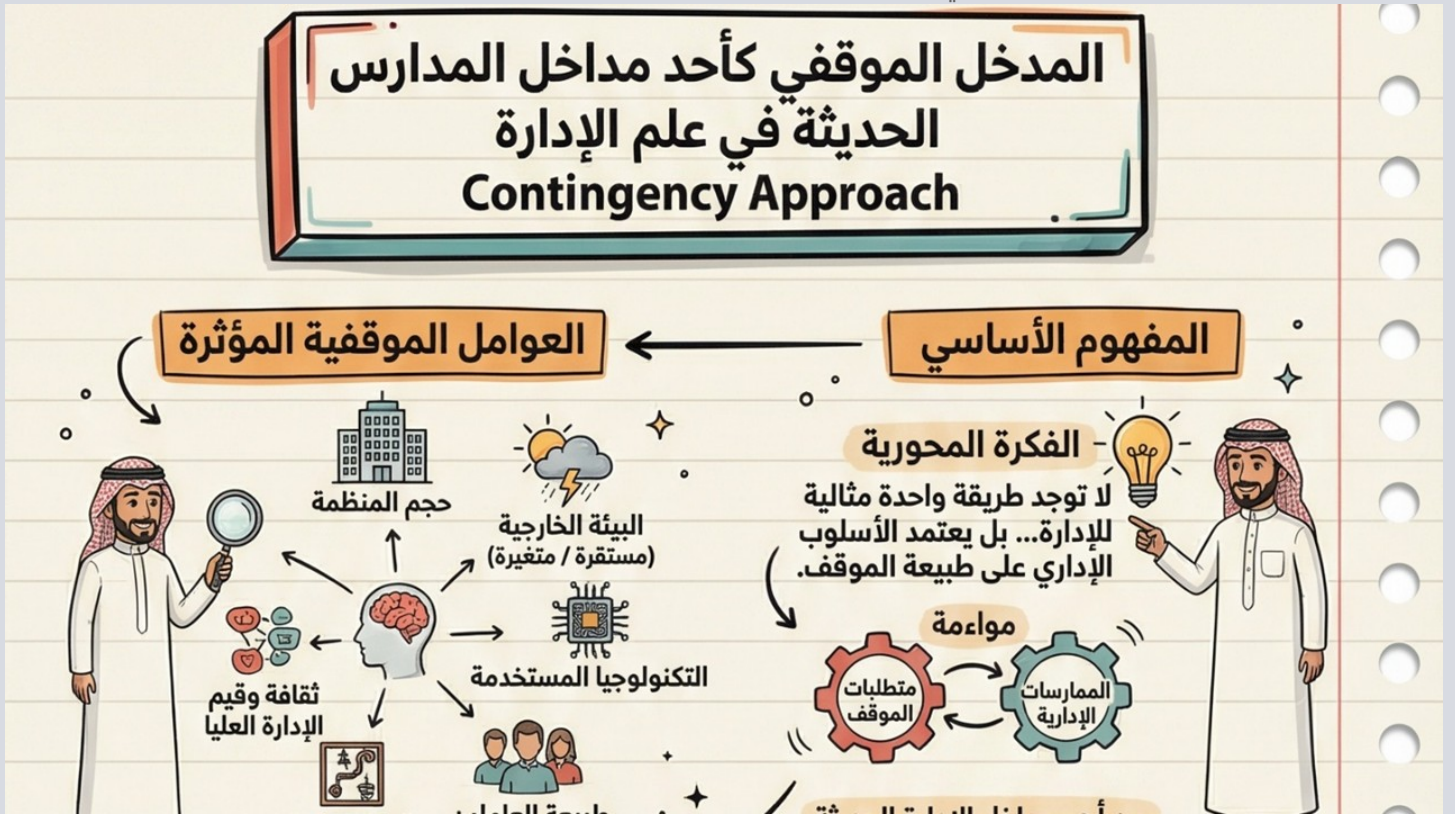 المدخل الموقفي كأحد مداخل المدارس
الحديثة في علم الإدارة
Contingency Approach
المفهوم الأساسي
الفكرة المحورية
لا توجد طريقة واحدة مثالية
للإدارة... بل يعتمد الأسلوب
الإداري على طبيعة الموقف.
مواءمة
الممارسات
الإدارية
متطلبات
الموقف
العوامل الموقفية المؤثرة
حجم المنظمة
البيئة الخارجية
(مستقرة / متغيرة)
التكنولوجيا المستخدمة
ثقافة وقيم
الإدارة العليا